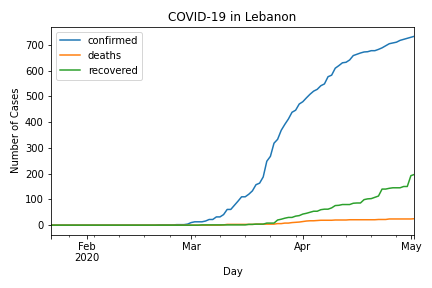 COVID-19 in Lebanon
confirmed
deaths
recovered
Number of Cases
700
600
500
400
300
200
100
0
Feb
2020
Mar
Apr
May
Day